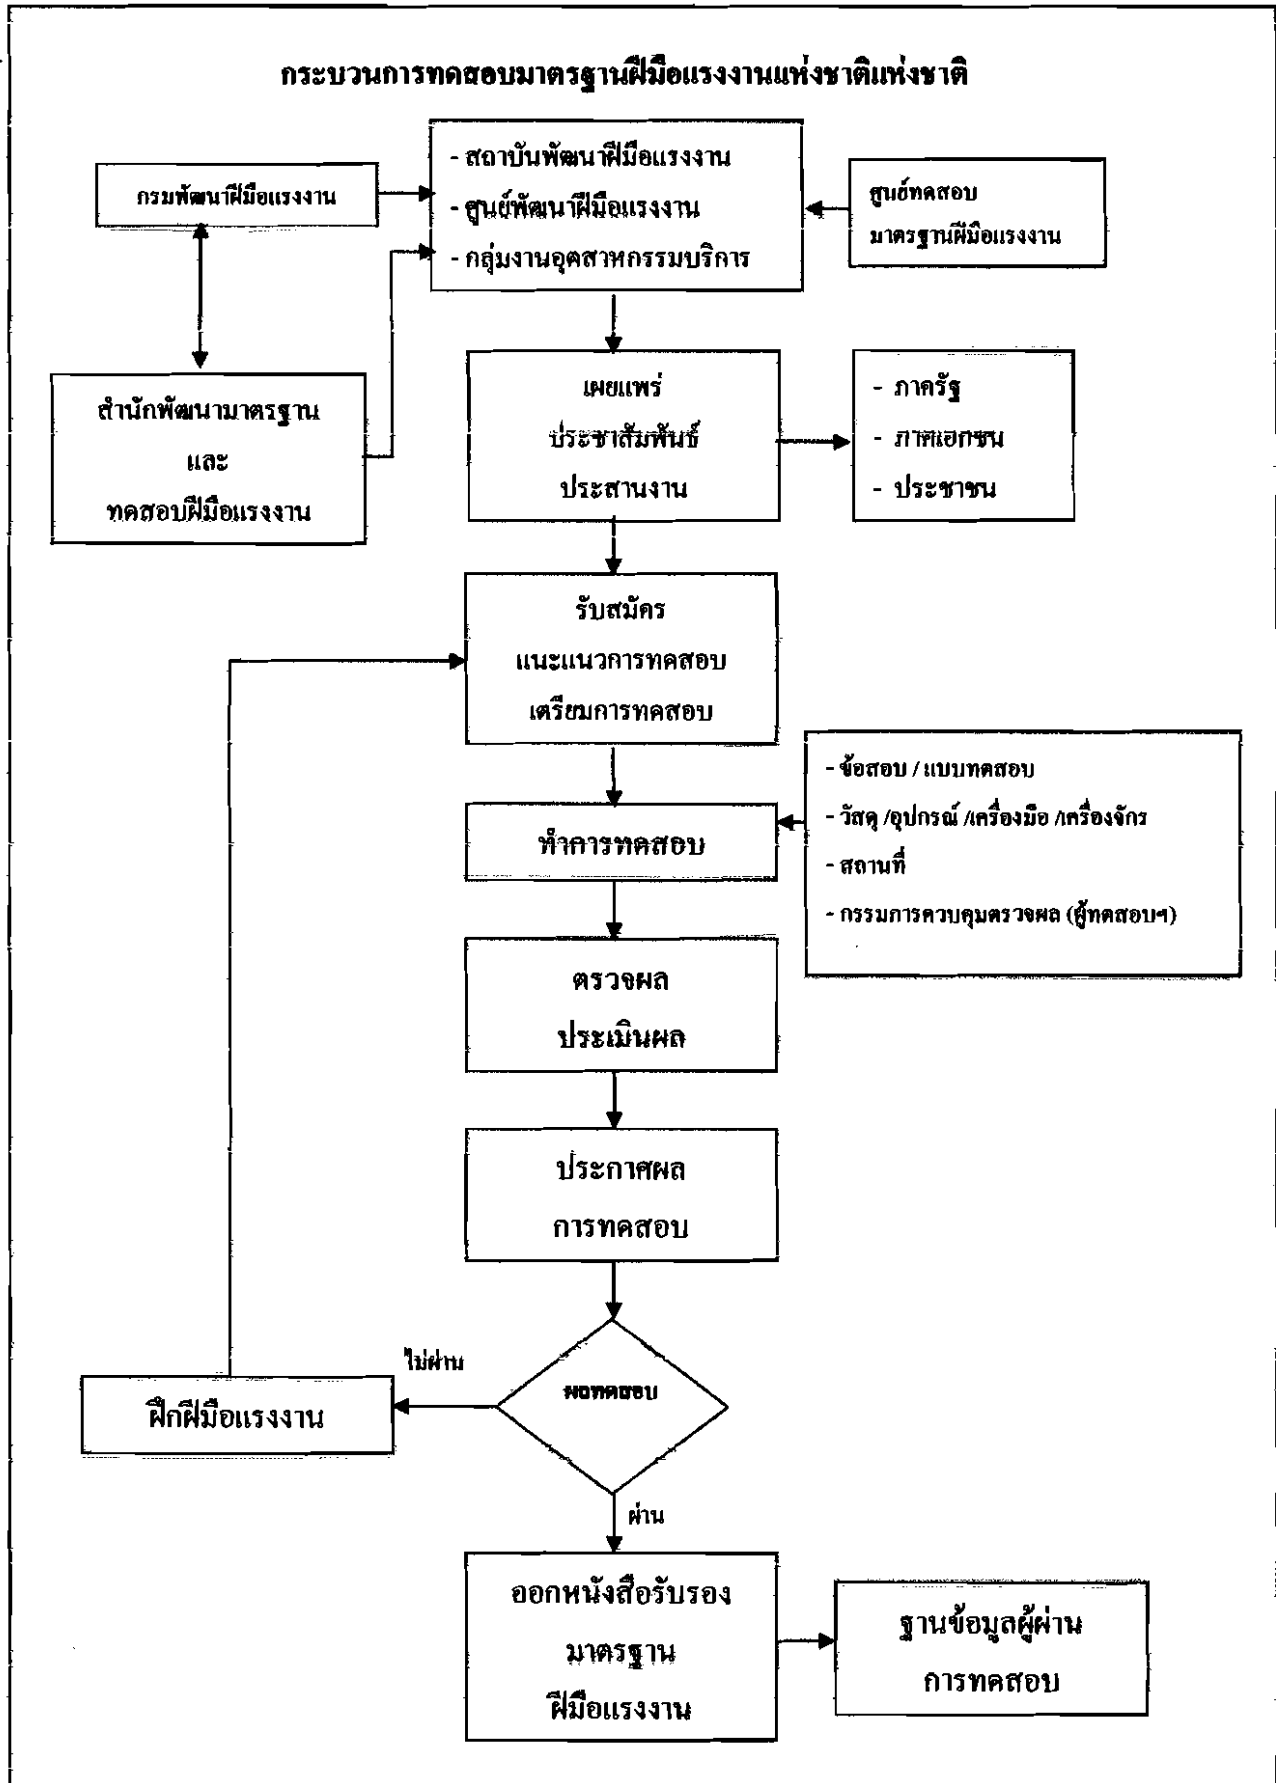 กระบวนการทดสอบมาตรฐานฝีมือแรงงานแห่งชาติแห่งชาติ
กรมพัฒนาฝีมือแรงงาน
- สถาบันพัฒนาฝีมือแรงงาน
- ศูนย์พัฒนาฝีมือแรงงาน
- กลุ่มงานอุตสาหกรรมบริการ
ศูนย์ทดสอบ
มาตรฐานฝีมือแรงงาน
สำนักพัฒนามาตรฐาน
และ
ทดสอบฝีมือแรงงาน
เผยแพร่
ประชาสัมพันธ์
ประสานงาน
- ภาครัฐ
- ภาคเอกชน
- ประชาชน
รับสมัคร
แนะแนวการทดสอบ
เตรียมการทดสอบ
ทำการทดสอบ
- ข้อสอบ / แบบทดสอบ
- วัสดุ /อุปกรณ์ /เครื่องมือ /เครื่องจักร
- สถานที่
- กรรมการควบคุมตรวจผล (ผู้ทดสอบฯ)
ตรวจผล
ประเมินผล
ประกาศผล
การทดสอบ
ผลทดสอบ
ไม่ผ่าน
ฝึกฝีมือแรงงาน
ผ่าน
ออกหนังสือรับรอง
มาตรฐาน
ฝีมือแรงงาน
ฐานข้อมูลผู้ผ่าน
การทดสอบ